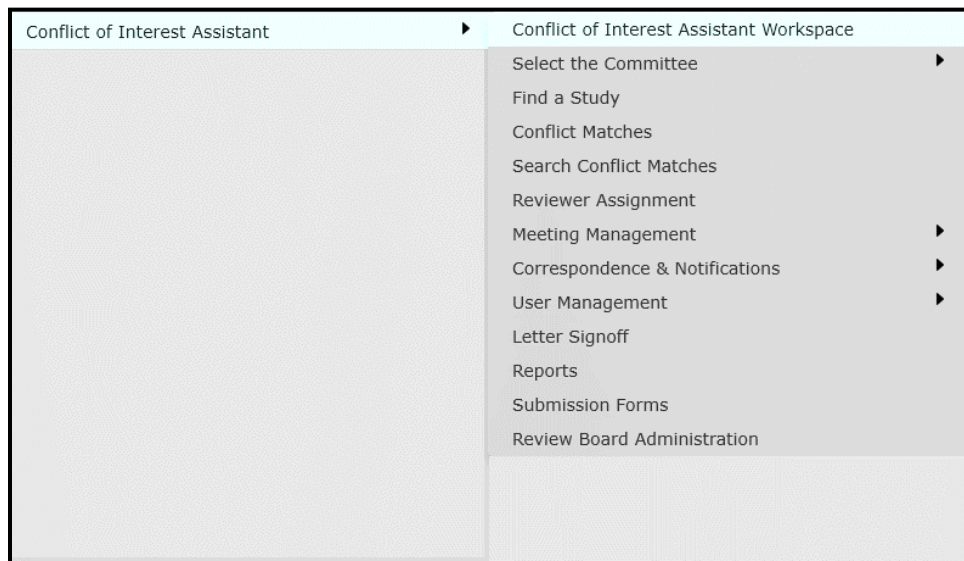 Conflict of Interest Assistant
Conflict of Interest Assistant Workspace
Select the Committee
Find a Study
Conflict Matches
Search Conflict Matches
Reviewer Assignment
Meeting Management
Correspondence & Notifications
User Management
Letter Signoff
Reports
Submission Forms
Review Board Administration